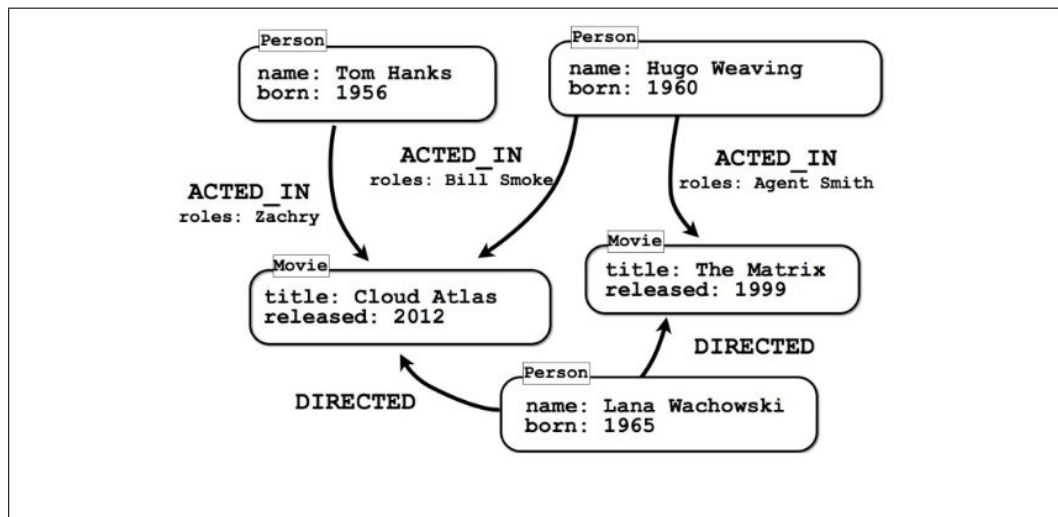 Person
name: Tom Hanks
born: 1956
Person
name: Hugo Weaving
born: 1960
ACTED_IN
roles: Zachry
ACTED_IN
roles: Bill Smoke
ACTED_IN
roles: Agent Smith
Movie
title: Cloud Atlas
released: 2012
Movie
title: The Matrix
released: 1999
DIRECTED
DIRECTED
Person
name: Lana Wachowski
born: 1965